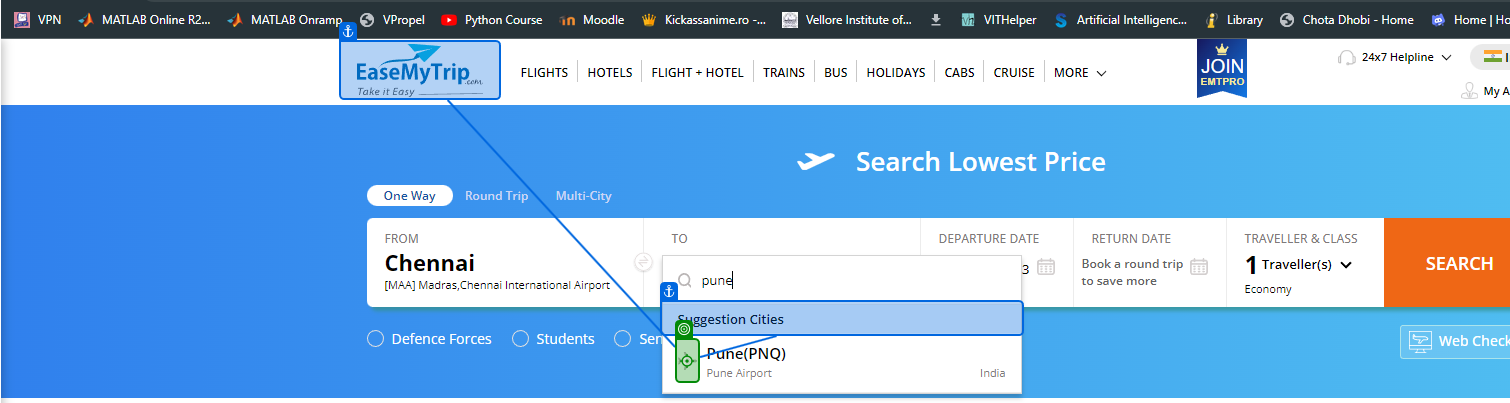 VPN MATLAB Online R2... MATLAB Onramp VPropel Python Course Moodle Kickassanime.ro -... Vellore Institute of... VITHelper Artificial Intelligenc... Library Chota Dhobi - Home Home | Ho
EaseMyTrip.com
Take it Easy
FLIGHTS HOTELS FLIGHT + HOTEL TRAINS BUS HOLIDAYS CABS CRUISE MORE
JOIN
EMTPRO
24x7 Helpline
My A
Search Lowest Price
One Way Round Trip Multi-City
FROM TO DEPARTURE DATE RETURN DATE TRAVELLER & CLASS
Chennai
[MAA] Madras,Chennai International Airport
pune
3
Book a round trip
to save more
1 Traveller(s)
Economy
SEARCH
Suggestion Cities
Defence Forces Students Sen
Pune(PNQ)
Pune Airport India
Web Check